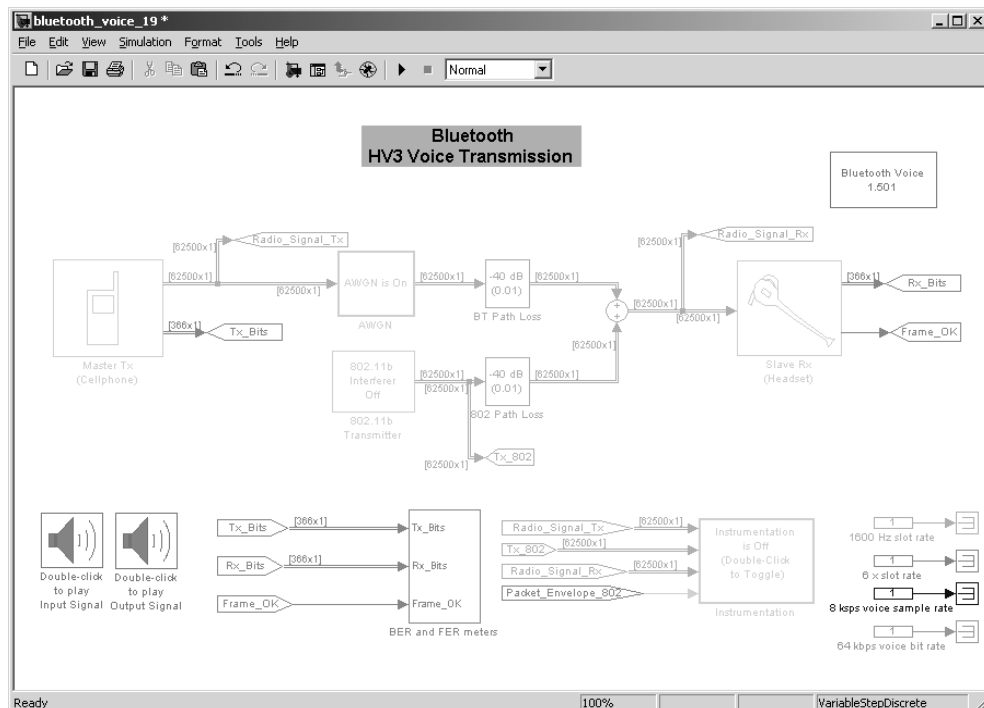 bluetooth_voice_19 *
File Edit View Simulation Format Tools Help
Normal
Bluetooth
HV3 Voice Transmission
Bluetooth Voice
1.501
Radio_Signal_Tx
[62500x1]
[62500x1]
[62500x1]
[366x1]
Tx_Bits
Master Tx
(Cellphone)
AWGN is On
AWGN
[62500x1]
-40 dB
(0.01)
BT Path Loss
[62500x1]
+
+
[62500x1]
[62500x1]
Radio_Signal_Rx
[62500x1]
[62500x1]
Slave Rx
(Headset)
[366x1]
Rx_Bits
Frame_OK
802.11b
Interferer
Off
802.11b
Transmitter
[62500x1]
[62500x1]
-40 dB
(0.01)
802 Path Loss
[62500x1]
Tx_802
[62500x1]
Double-click
to play
Input Signal
Double-click
to play
Output Signal
Tx_Bits
[366x1]
Tx_Bits
Rx_Bits
[366x1]
Rx_Bits
Frame_OK
Frame_OK
BER and FER meters
Radio_Signal_Tx
[62500x1]
Tx_802
[62500x1]
Radio_Signal_Rx
[62500x1]
Packet_Envelope_802
Instrumentation
is Off
(Double-Click
to Toggle)
Instrumentation
1
1600 Hz slot rate
1
6 x slot rate
1
8 ksps voice sample rate
1
64 kbps voice bit rate
Ready
100%
VariableStepDiscrete